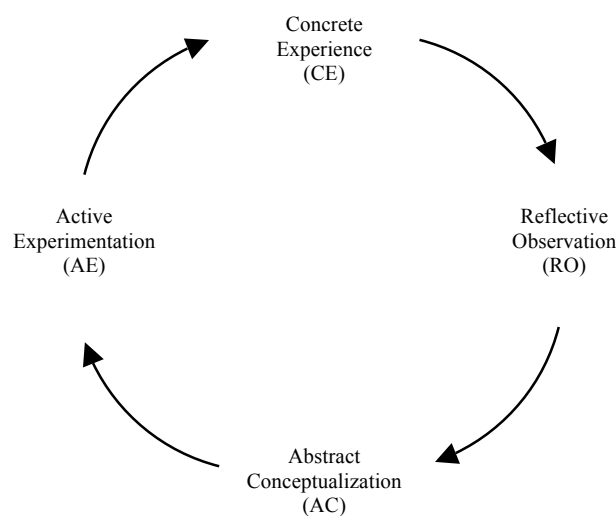 Concrete
Experience
(CE)
Reflective
Observation
(RO)
Abstract
Conceptualization
(AC)
Active
Experimentation
(AE)